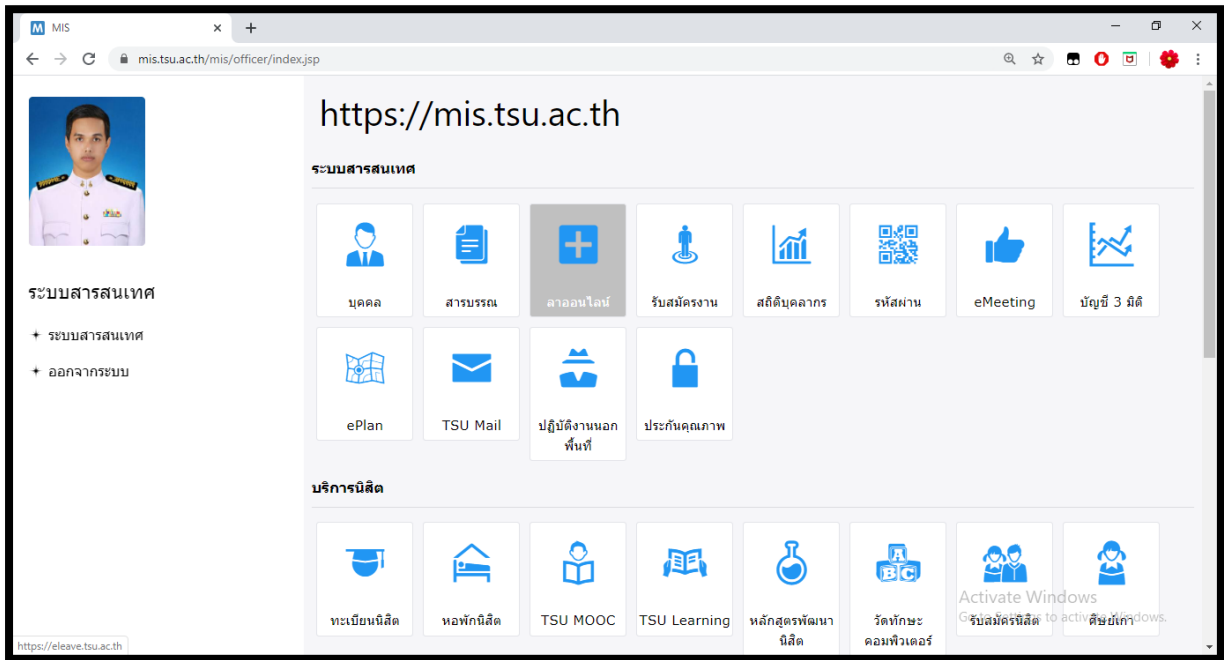 MIS
mis.tsu.ac.th/mis/officer/index.jsp
https://mis.tsu.ac.th
ระบบสารสนเทศ
บุคคล
สารบรรณ
ลาออนไลน์
รับสมัครงาน
สถิติบุคลากร
รหัสผ่าน
eMeeting
บัญชี 3 มิติ
ระบบสารสนเทศ
ระบบสารสนเทศ
ออกจากระบบ
ePlan
TSU Mail
ปฏิบัติงานนอก
พื้นที่
ประกันคุณภาพ
บริการนิสิต
ทะเบียนนิสิต
หอพักนิสิต
TSU MOOC
TSU Learning
หลักสูตรพัฒนา
นิสิต
A
B C
วัดทักษะ
คอมพิวเตอร์
รับสมัครนิสิต
ศิษย์เก่า
Activate Windows
Go to Settings to activate Windows.
https://eleave.tsu.ac.th